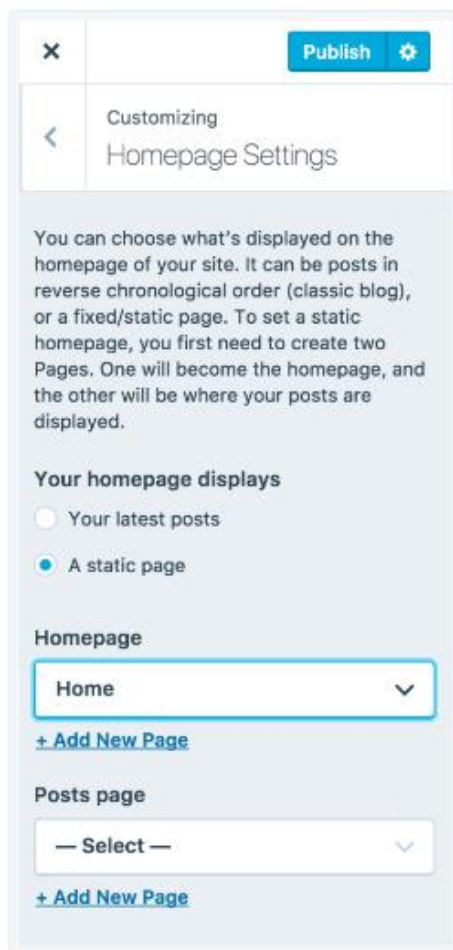 Publish
Customizing
Homepage Settings
You can choose what's displayed on the
homepage of your site. It can be posts in
reverse chronological order (classic blog),
or a fixed/static page. To set a static
homepage, you first need to create two
Pages. One will become the homepage, and
the other will be where your posts are
displayed.
Your homepage displays
Your latest posts
A static page
Homepage
Home
+ Add New Page
Posts page
— Select —
+ Add New Page